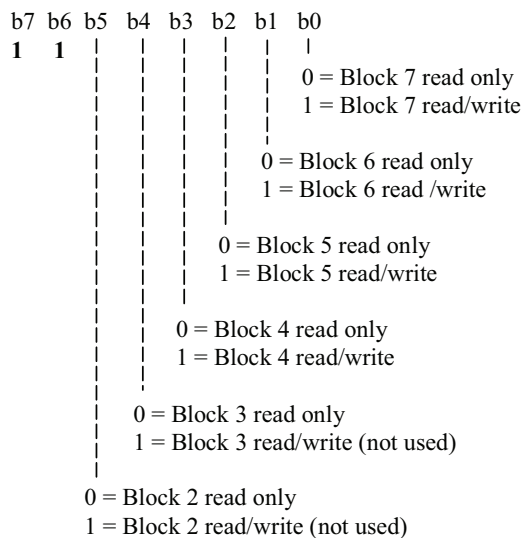 b7 b6 b5 b4 b3 b2 b1 b0
1 1
0 = Block 7 read only
1 = Block 7 read/write
0 = Block 6 read only
1 = Block 6 read /write
0 = Block 5 read only
1 = Block 5 read/write
0 = Block 4 read only
1 = Block 4 read/write
0 = Block 3 read only
1 = Block 3 read/write (not used)
0 = Block 2 read only
1 = Block 2 read/write (not used)